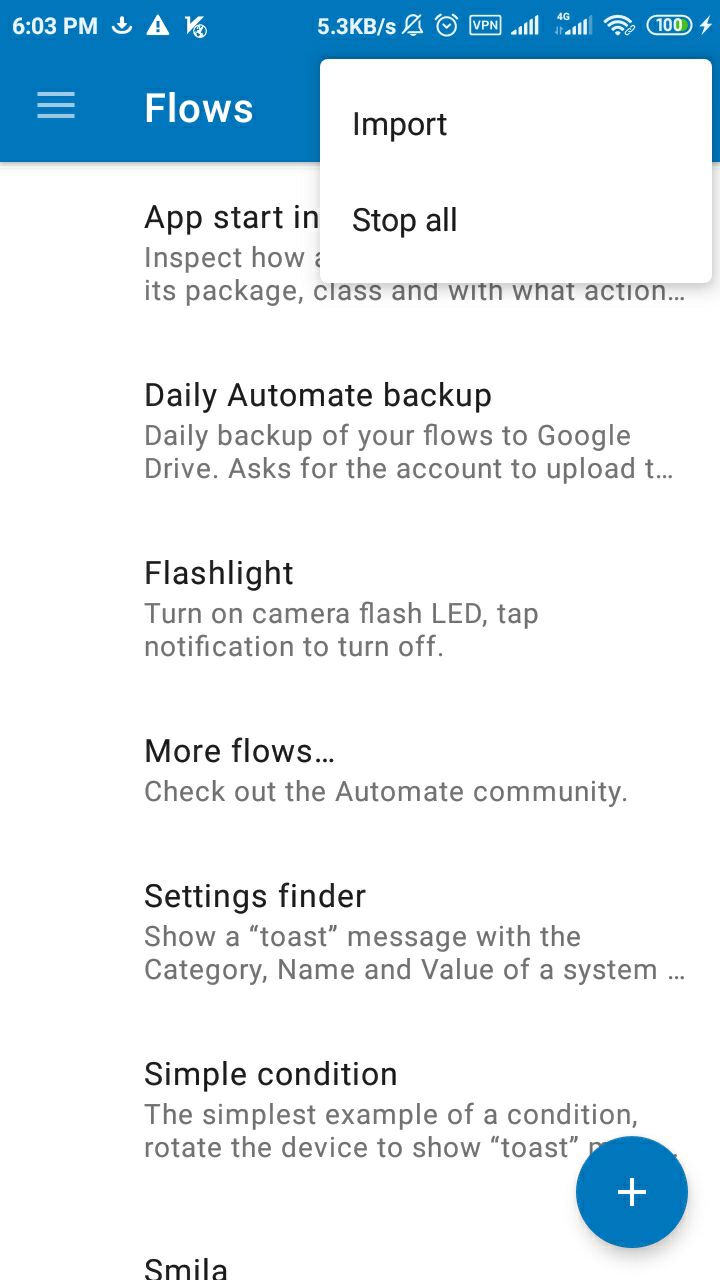 6:03 PM 5.3KB/s VPN 4G 100
Flows
Import
Stop all
App start in
Inspect how
its package, class and with what action…
Daily Automate backup
Daily backup of your flows to Google
Drive. Asks for the account to upload t…
Flashlight
Turn on camera flash LED, tap
notification to turn off.
More flows…
Check out the Automate community.
Settings finder
Show a “toast” message with the
Category, Name and Value of a system …
Simple condition
The simplest example of a condition,
rotate the device to show “toast”
Smila